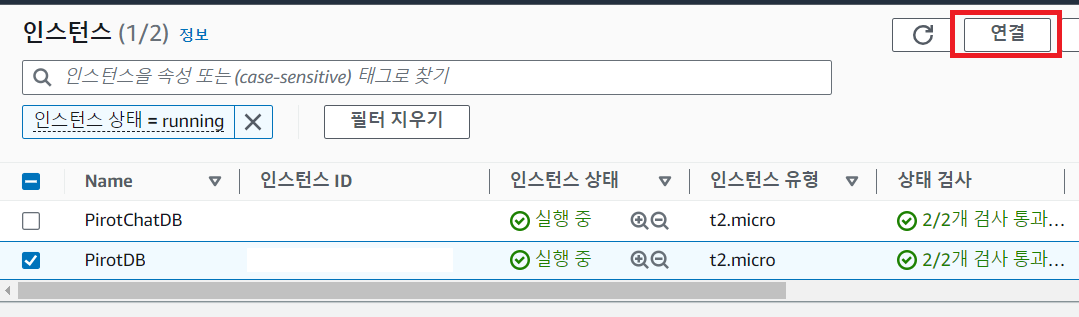 인스턴스 (1/2) 정보
연결
인스턴스을 속성 또는 (case-sensitive) 태그로 찾기
인스턴스 상태 = running
필터 지우기
Name 인스턴스 ID 인스턴스 상태 인스턴스 유형 상태 검사
PirotChatDB 실행 중 t2.micro 2/2개 검사 통과…
PirotDB 실행 중 t2.micro 2/2개 검사 통과…